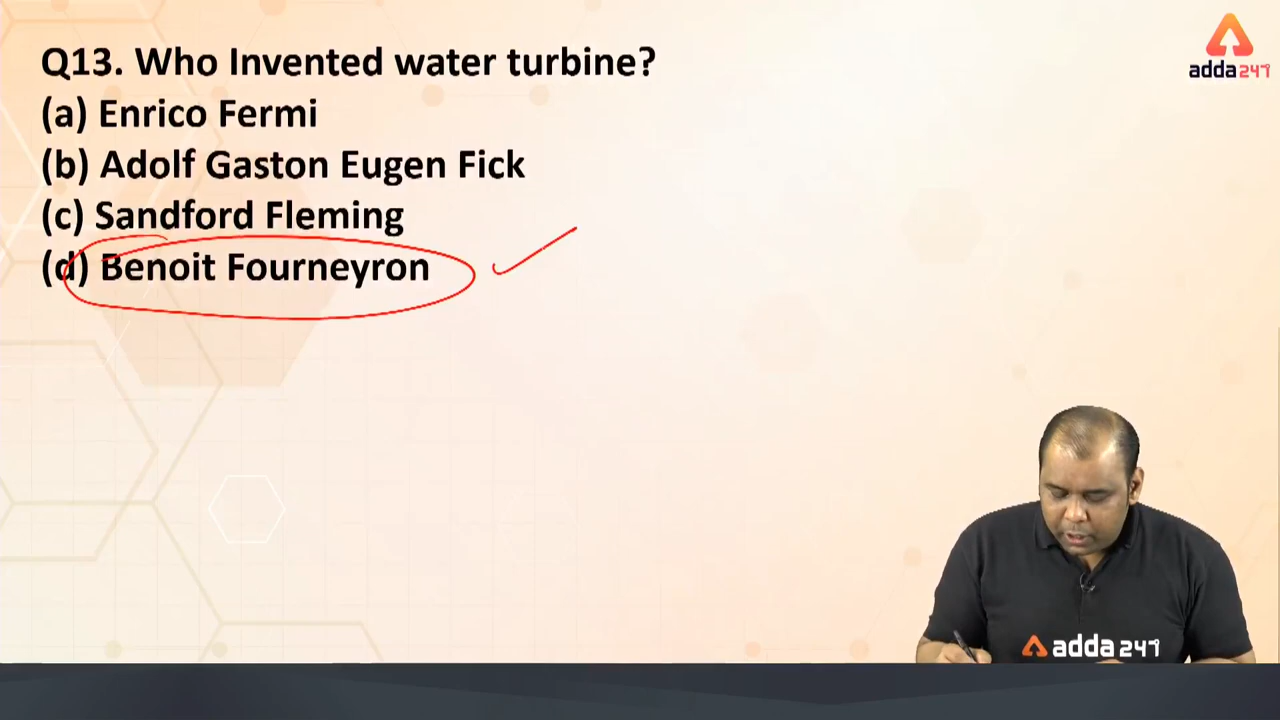 Q13. Who Invented water turbine?
(a) Enrico Fermi
(b) Adolf Gaston Eugen Fick
(c) Sandford Fleming
(d) Benoit Fourneyron
adda247
adda247